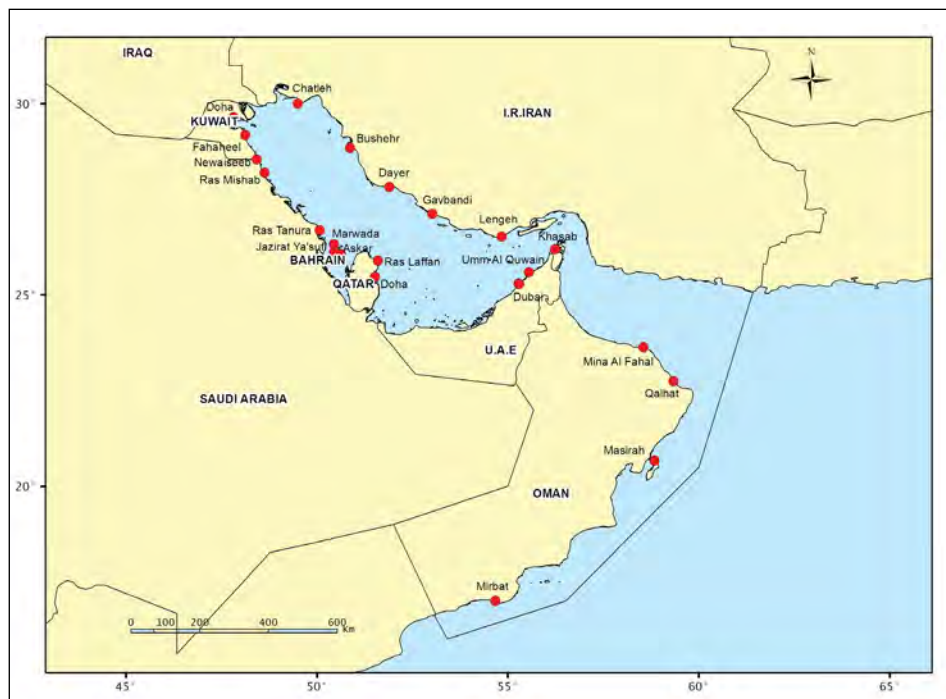 IRAQ
N
30°
Chatleh
Doha
KUWAIT
I.R.IRAN
Fahaheel
Bushehr
Newaiseeb
Ras Mishab
Dayer
Gavbandi
Ras Tanura
Marwada
Lengeh
Khasab
Jazirat Ya'suf
Askar
BAHRAIN
Ras Laffan
Umm Al Quwain
QATAR
Doha
25°
Dubai
U.A.E
Mina Al Fahal
Qalhat
SAUDI ARABIA
Masirah
20°
OMAN
Mirbat
0 100 200 400 600
km
45° 50° 55° 60° 65°